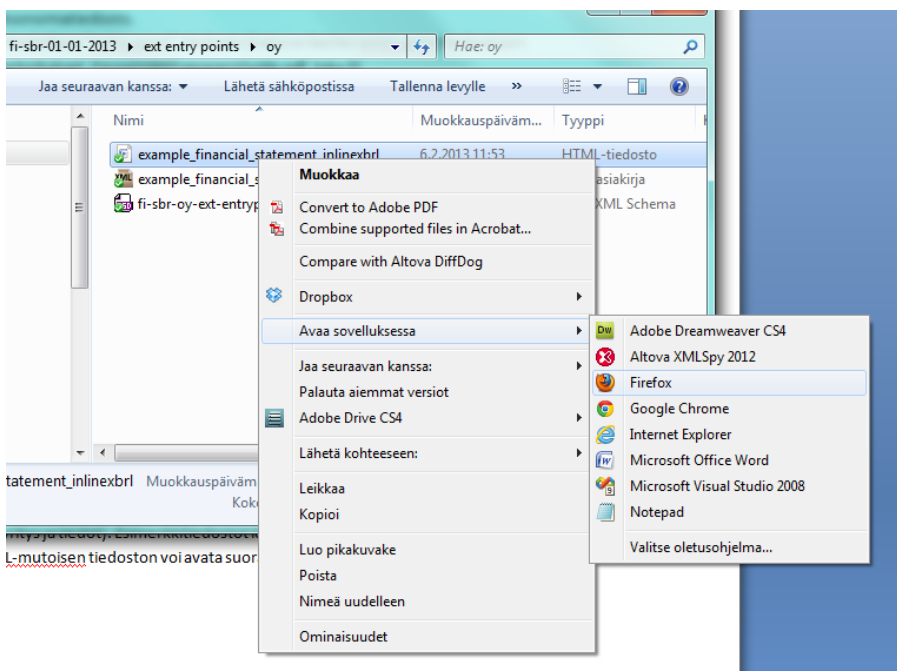 fi-sbr-01-01-2013 ext entry points oy Hae: oy
Jaa seuraavan kanssa: Lähetä sähköpostissa Tallenna levylle »
Nimi Muokkauspäiväm... Tyyppi
example_financial_statement_inlinexbrl 6.2.2013 11:53 HTML-tiedosto
example_financial_s asiakirja
fi-sbr-oy-ext-entryp XML Schema
Muokkaa
Convert to Adobe PDF
Combine supported files in Acrobat...
Compare with Altova DiffDog
Dropbox
Avaa sovelluksessa
Jaa seuraavan kanssa:
Palauta aiemmat versiot
Adobe Drive CS4
Lähetä kohteeseen:
Leikkaa
Kopioi
Luo pikakuvake
Poista
Nimeä uudelleen
Ominaisuudet
Adobe Dreamweaver CS4
Altova XMLSpy 2012
Firefox
Google Chrome
Internet Explorer
Microsoft Office Word
Microsoft Visual Studio 2008
Notepad
Valitse oletusohjelma...
tatement_inlinexbrl Muokkauspäiväm
Kok
L-mutoisen tiedoston voi avata suor